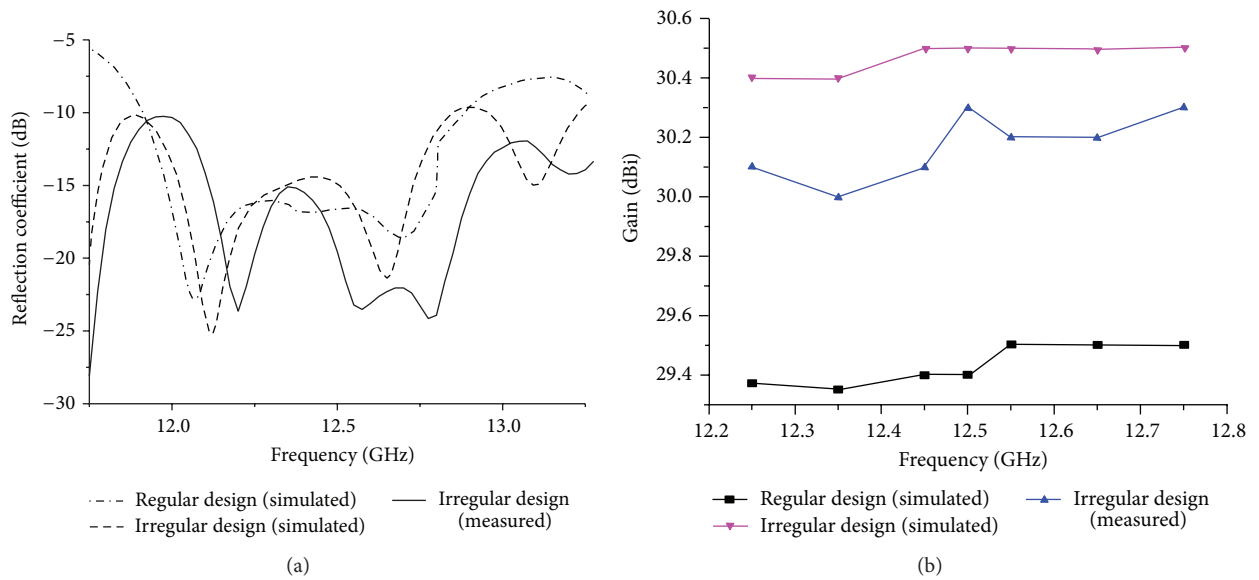 −5
−10
−15
−20
−25
−30
Reflection coefficient (dB)
12.0
12.5
13.0
Frequency (GHz)
Regular design (simulated)
Irregular design (simulated)
Irregular design
(measured)
(a)
30.6
30.4
30.2
30.0
29.8
29.6
29.4
Gain (dBi)
12.2
12.3
12.4
12.5
12.6
12.7
12.8
Frequency (GHz)
Regular design (simulated)
Irregular design (simulated)
Irregular design
(measured)
(b)